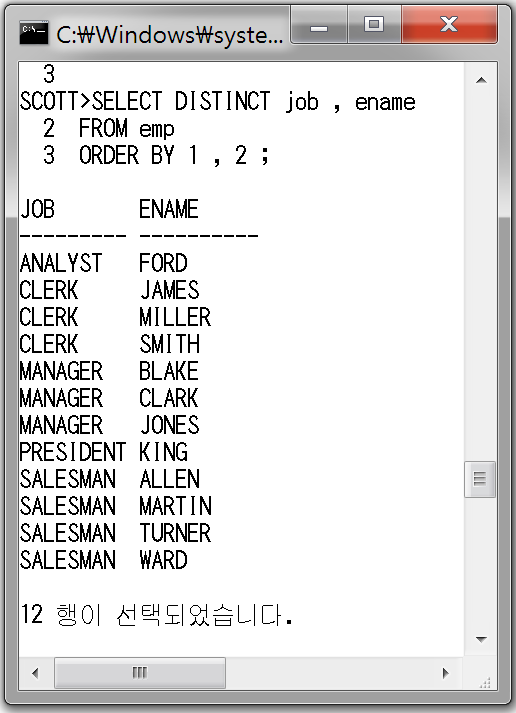 C:₩Windows₩syste...
3
SCOTT>SELECT DISTINCT job , ename
2 FROM emp
3 ORDER BY 1 , 2 ;
JOB ENAME
--------- ----------
ANALYST FORD
CLERK JAMES
CLERK MILLER
CLERK SMITH
MANAGER BLAKE
MANAGER CLARK
MANAGER JONES
PRESIDENT KING
SALESMAN ALLEN
SALESMAN MARTIN
SALESMAN TURNER
SALESMAN WARD
12 행이 선택되었습니다.